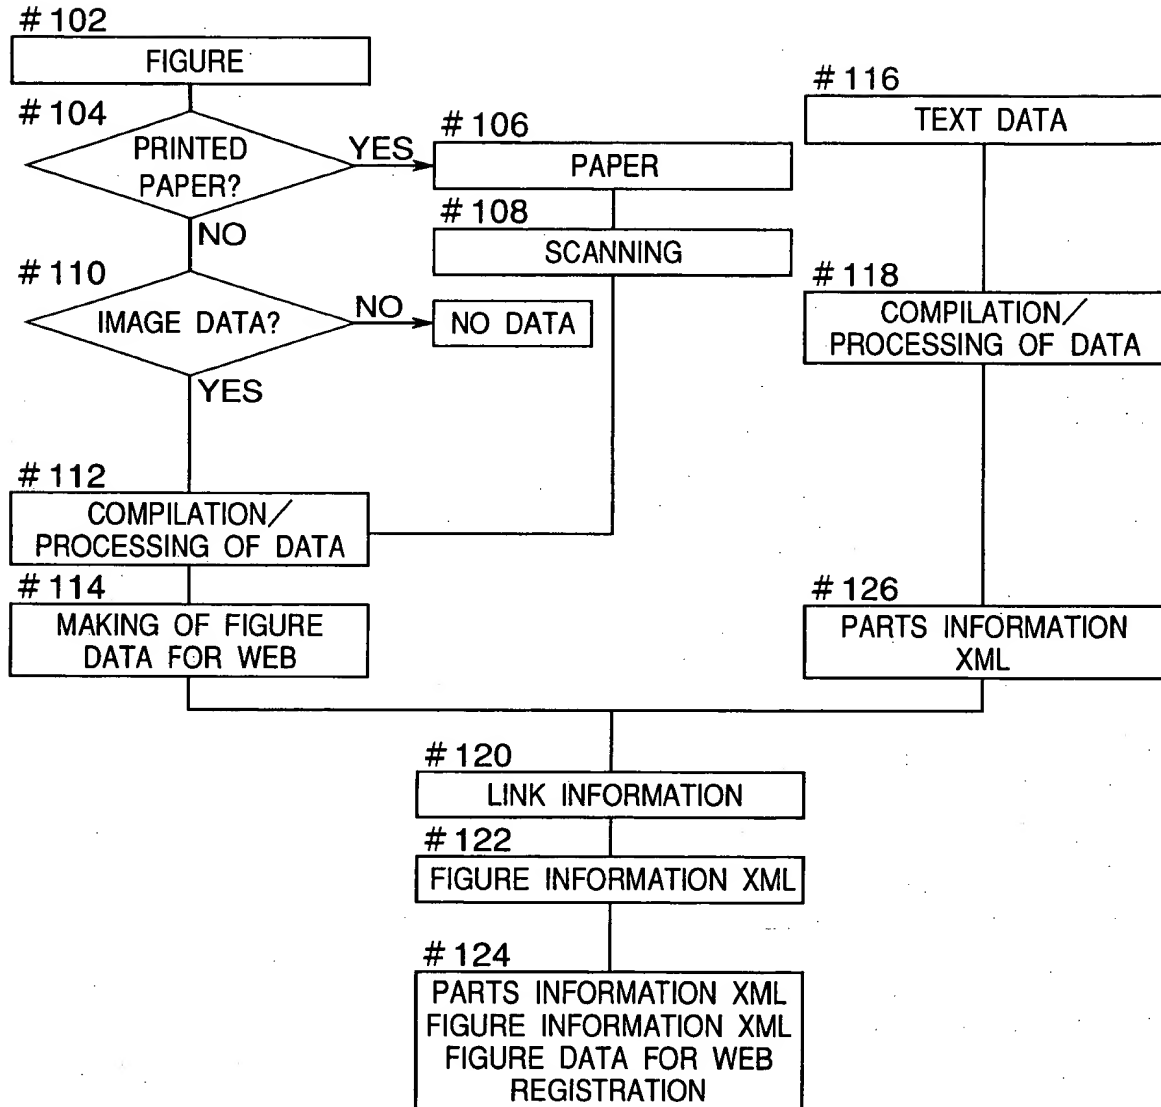 # 102
FIGURE
# 104
PRINTED
PAPER?
YES
NO
# 106
PAPER
# 108
SCANNING
# 110
IMAGE DATA?
NO
NO DATA
YES
# 112
COMPILATION/
PROCESSING OF DATA
# 114
MAKING OF FIGURE
DATA FOR WEB
# 116
TEXT DATA
# 118
COMPILATION/
PROCESSING OF DATA
# 126
PARTS INFORMATION
XML
# 120
LINK INFORMATION
# 122
FIGURE INFORMATION XML
# 124
PARTS INFORMATION XML
FIGURE INFORMATION XML
FIGURE DATA FOR WEB
REGISTRATION